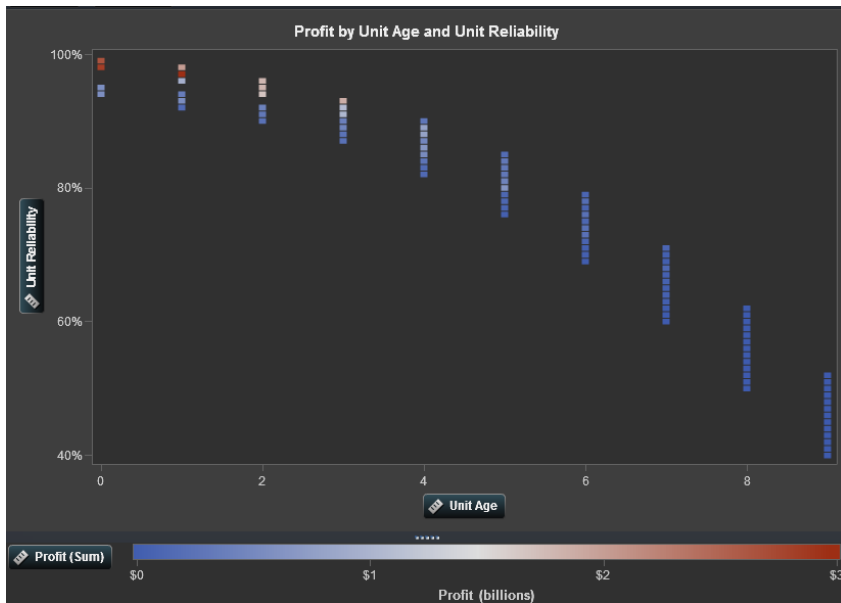 Profit by Unit Age and Unit Reliability
100%
80%
60%
40%
Unit Reliability
0 2 4 6 8
Unit Age
Profit (Sum)
$0 $1 $2 $3
Profit (billions)